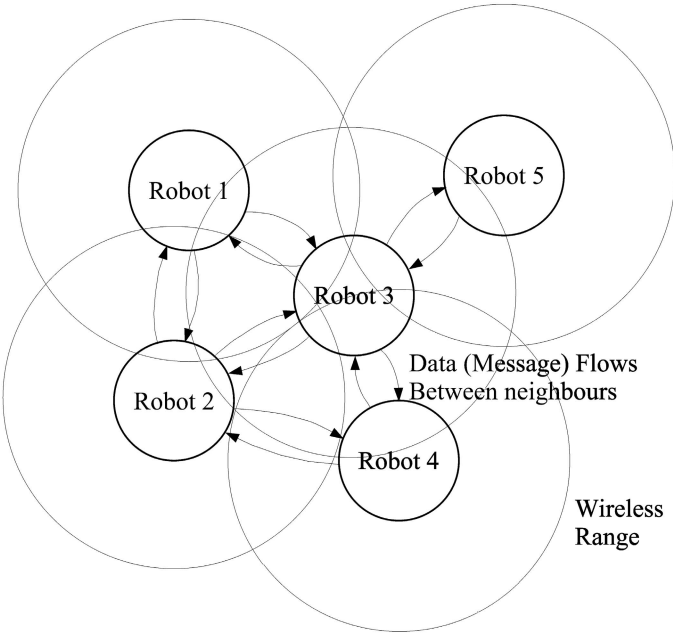 Robot 1
Robot 5
Robot 3
Data (Message) Flows
Between neighbours
Robot 2
Robot 4
Wireless
Range